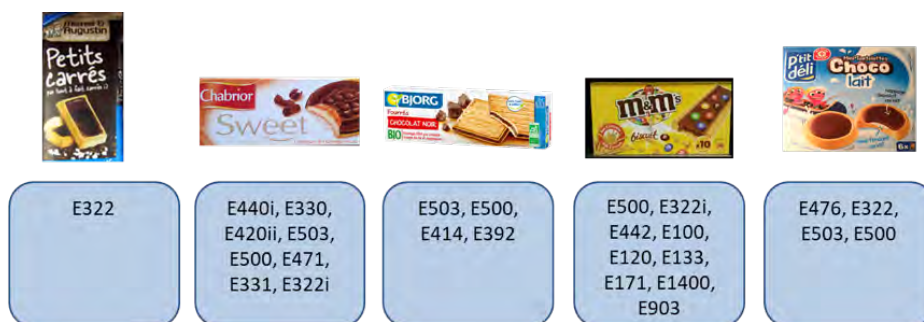 Augustin
Petits
carrés
Chabrior
Sweet
BJORG
Fourrés
CHOCOLAT NOIR
BIO
m&m's
biscuit
x10
P'tit
déli
Choco
lait
6x
E322
E440i, E330,
E420ii, E503,
E500, E471,
E331, E322i
E503, E500,
E414, E392
E500, E322i,
E442, E100,
E120, E133,
E171, E1400,
E903
E476, E322,
E503, E500